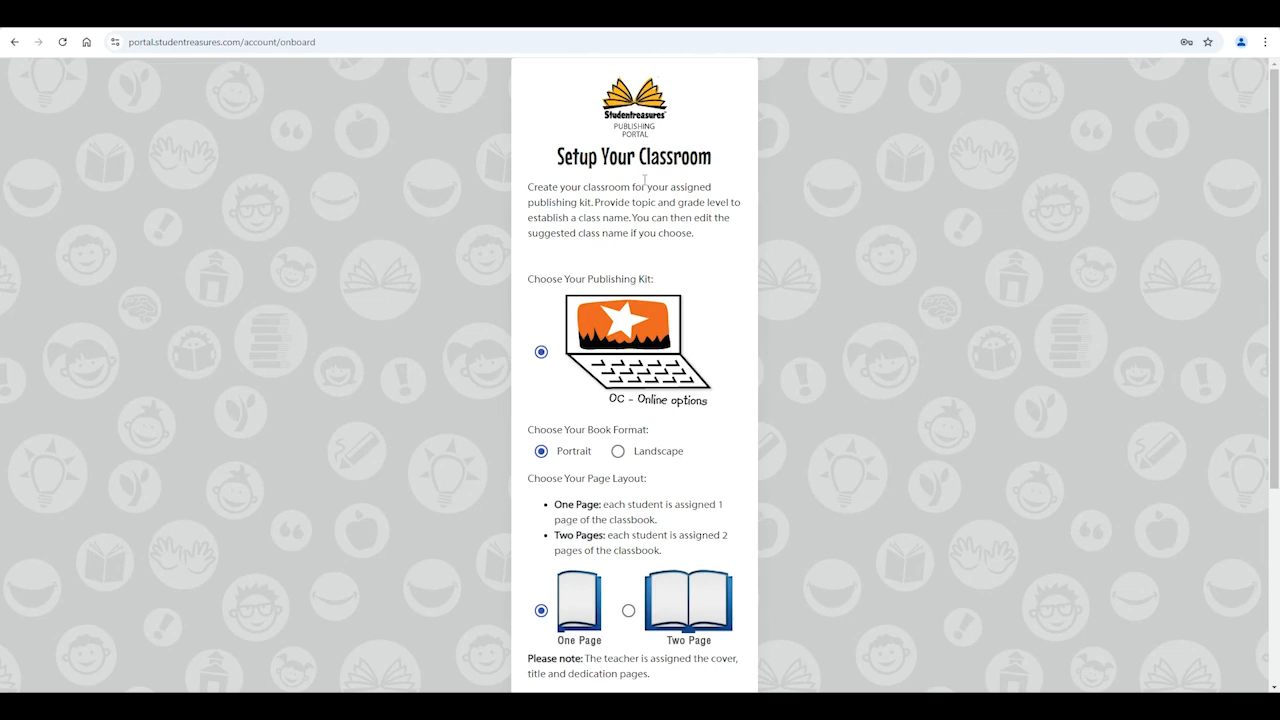 portal.studentreasures.com/account/onboard
Studentreasures
PUBLISHING
PORTAL
Setup Your Classroom
Create your classroom for your assigned
publishing kit. Provide topic and grade level to
establish a class name. You can then edit the
suggested class name if you choose.
Choose Your Publishing Kit:
OC - Online options
Choose Your Book Format:
Portrait Landscape
Choose Your Page Layout:
• One Page: each student is assigned 1
page of the classbook.
• Two Pages: each student is assigned 2
pages of the classbook.
One Page Two Page
Please note: The teacher is assigned the cover,
title and dedication pages.